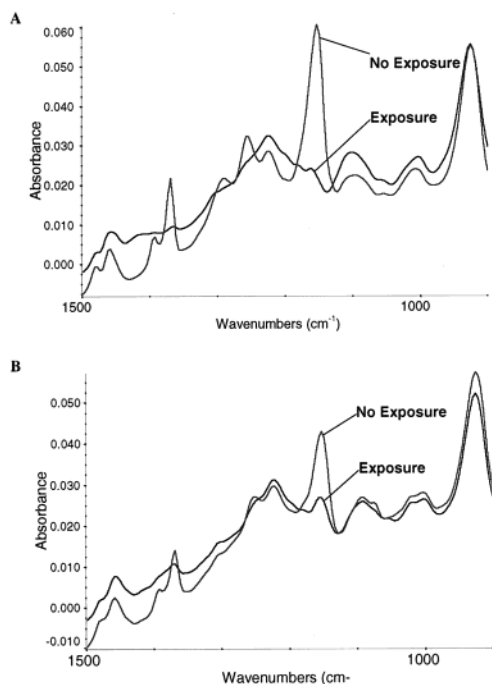 A
0.060
0.050
0.040
0.030
0.020
0.010
0.000
Absorbance
No Exposure
Exposure
1500
1000
Wavenumbers (cm-1)
B
0.050
0.040
0.030
0.020
0.010
0.000
-0.010
Absorbance
No Exposure
Exposure
1500
1000
Wavenumbers (cm-